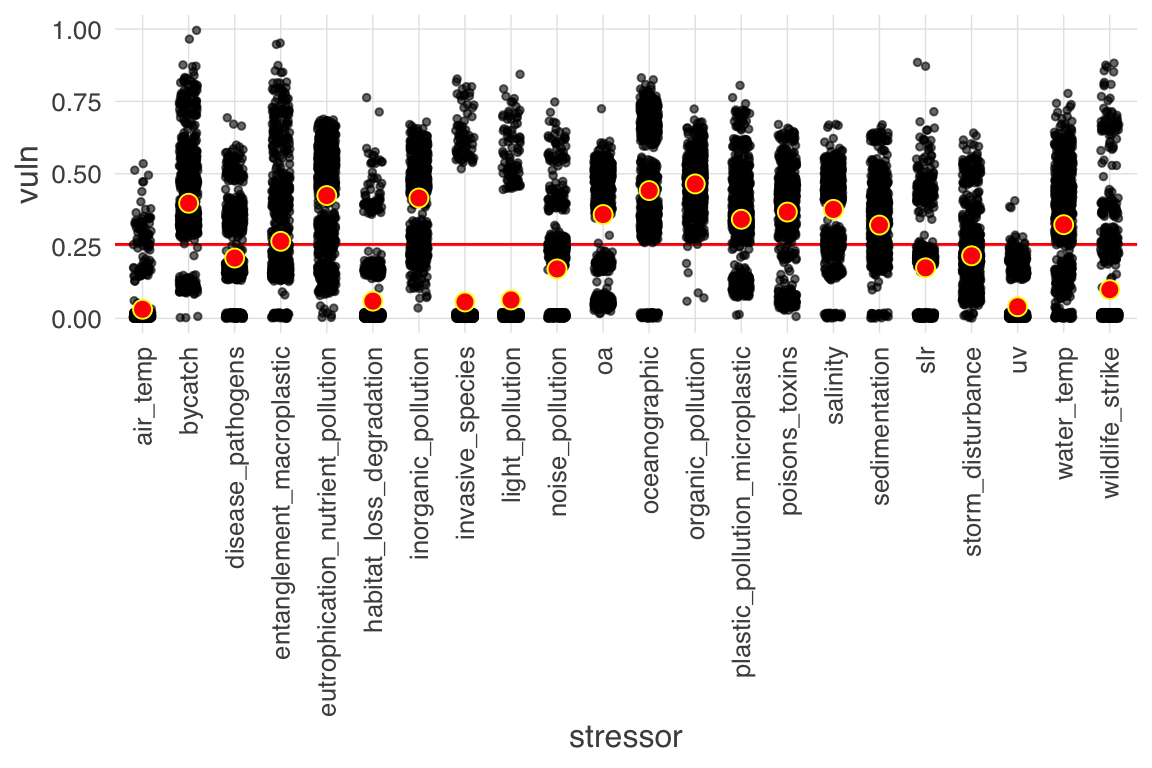 1.00
0.75
0.50
0.25
0.00
vuln
air_temp
bycatch
disease_pathogens
entanglement_macroplastic
eutrophication_nutrient_pollution
habitat_loss_degradation
inorganic_pollution
invasive_species
light_pollution
noise_pollution
oa
oceanographic
organic_pollution
plastic_pollution_microplastic
poisons_toxins
salinity
sedimentation
slr
storm_disturbance
uv
water_temp
wildlife_strike
stressor